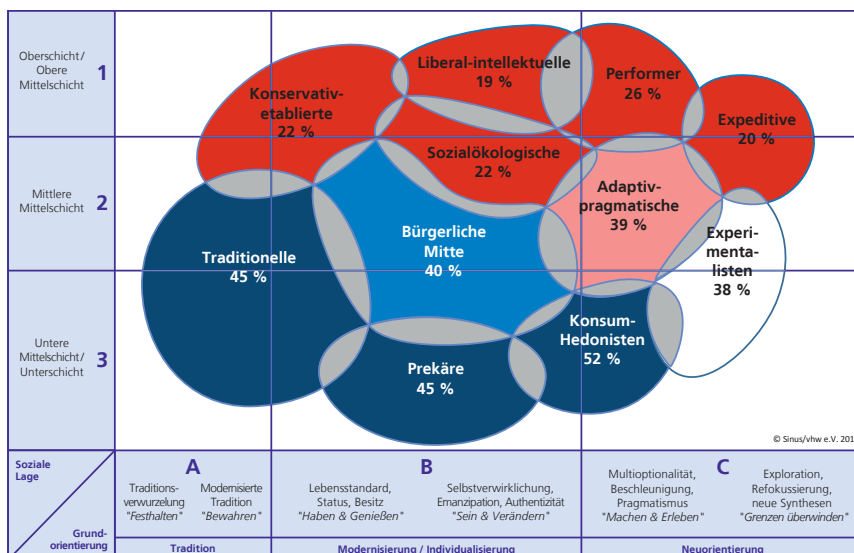 Oberschicht/
Obere
Mittelschicht
1
Mittlere
Mittelschicht
2
Untere
Mittelschicht/
Unterschicht
3
Konservativ-
etablierte
22 %
Liberal-intellektuelle
19 %
Performer
26 %
Expeditive
20 %
Sozialökologische
22 %
Adaptiv-
pragmatische
39 %
Traditionelle
45 %
Bürgerliche
Mitte
40 %
Experi-
menta-
listen
38 %
Konsum-
Hedonisten
52 %
Prekäre
45 %
© Sinus/vhw e.V. 201
Soziale
Lage
Grund-
orientierung
A
Traditions-
verwurzelung
"Festhalten"
Modernisierte
Tradition
"Bewahren"
Tradition
B
Lebensstandard,
Status, Besitz
"Haben & Genießen"
Selbstverwirklichung,
Emanzipation, Authentizität
"Sein & Verändern"
Modernisierung / Individualisierung
C
Multioptionalität,
Beschleunigung,
Pragmatismus
"Machen & Erleben"
Exploration,
Refokussierung,
neue Synthesen
"Grenzen überwinden"
Neuorientierung